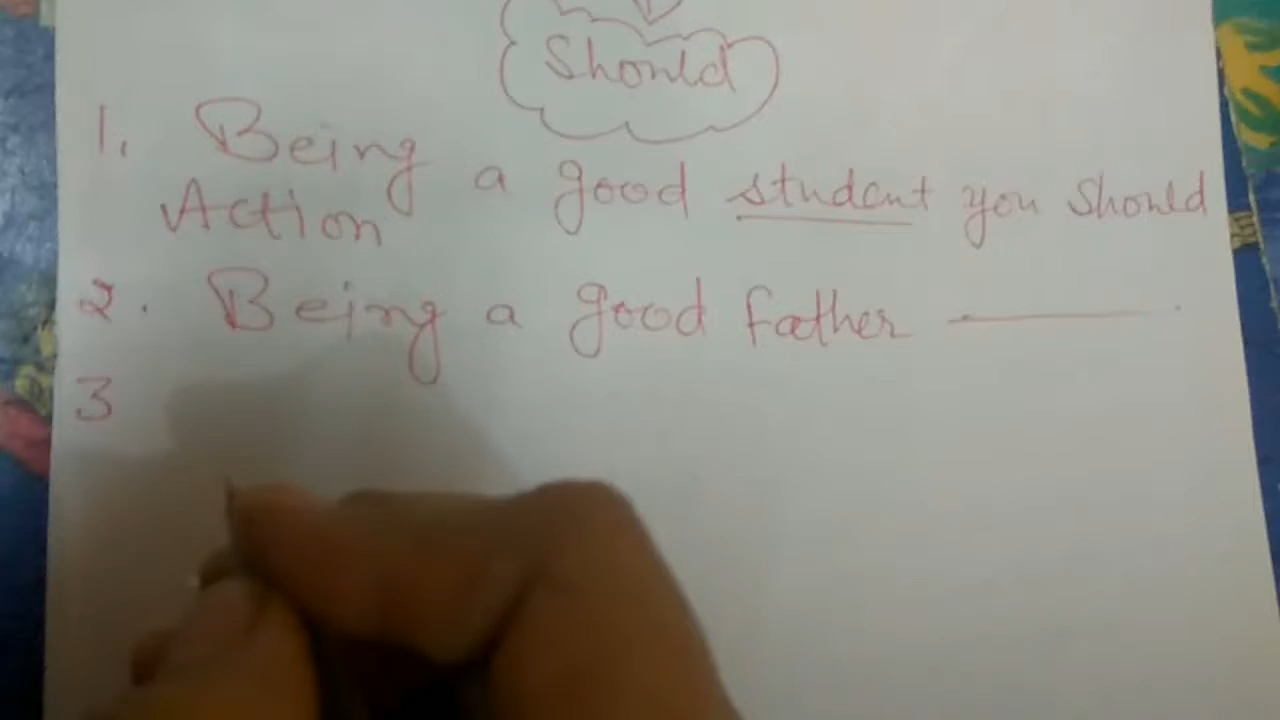 Should
1. Being a good student you should
Action
2. Being a good father
3